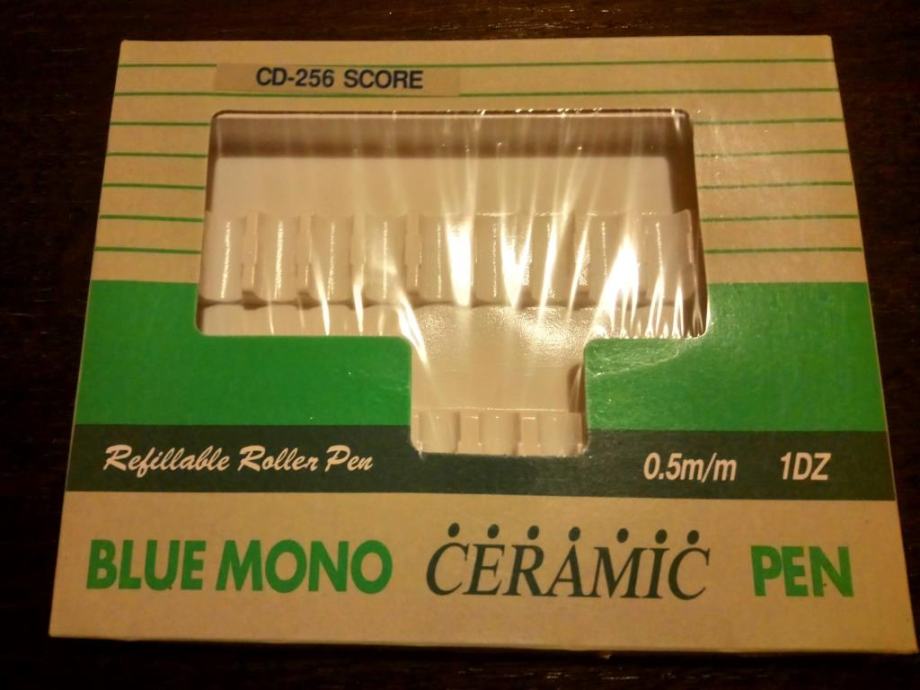 CD-256 SCORE
Refillable Roller Pen 0.5m/m 1DZ
BLUE MONO CERAMIC PEN